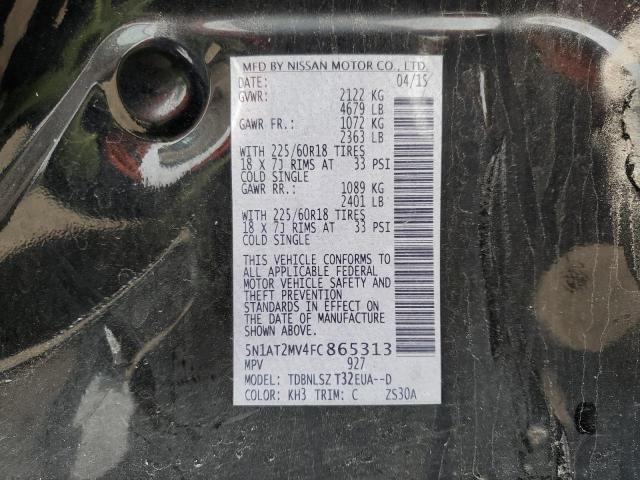 MFD BY NISSAN MOTOR CO., LTD.
DATE: 04/15
GVWR: 2122 KG
4679 LB
GAWR FR.: 1072 KG
2363 LB
WITH 225/60R18 TIRES
18 X 7J RIMS AT 33 PSI
COLD SINGLE
GAWR RR.: 1089 KG
2401 LB
WITH 225/60R18 TIRES
18 X 7J RIMS AT 33 PSI
COLD SINGLE
THIS VEHICLE CONFORMS TO
ALL APPLICABLE FEDERAL
MOTOR VEHICLE SAFETY AND
THEFT PREVENTION
STANDARDS IN EFFECT ON
THE DATE OF MANUFACTURE
SHOWN ABOVE.
5N1AT2MV4FC865313
MPV 927
MODEL: TDBNLSZ T32EUA--D
COLOR: KH3 TRIM: C ZS30A